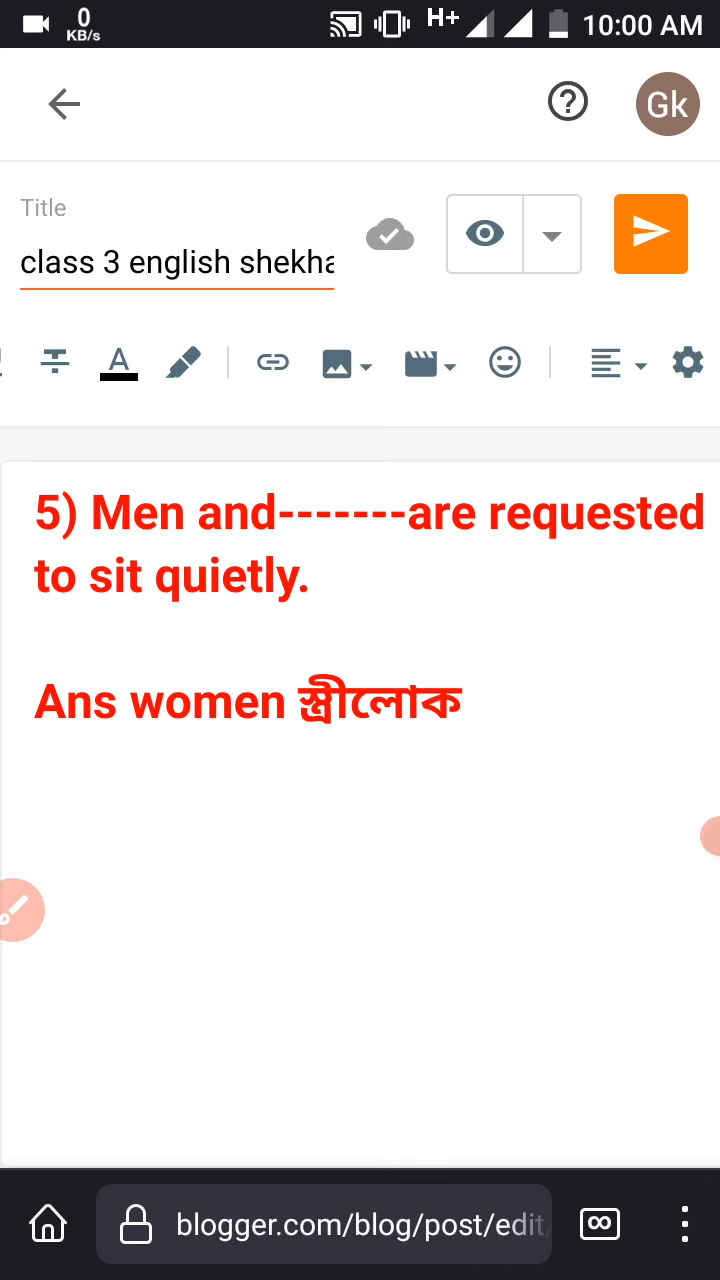 0
KB/s
H+
10:00 AM
Gk
Title
class 3 english shekha
A
5) Men and-------are requested
to sit quietly.
Ans women স্ত্রীলোক
blogger.com/blog/post/edit